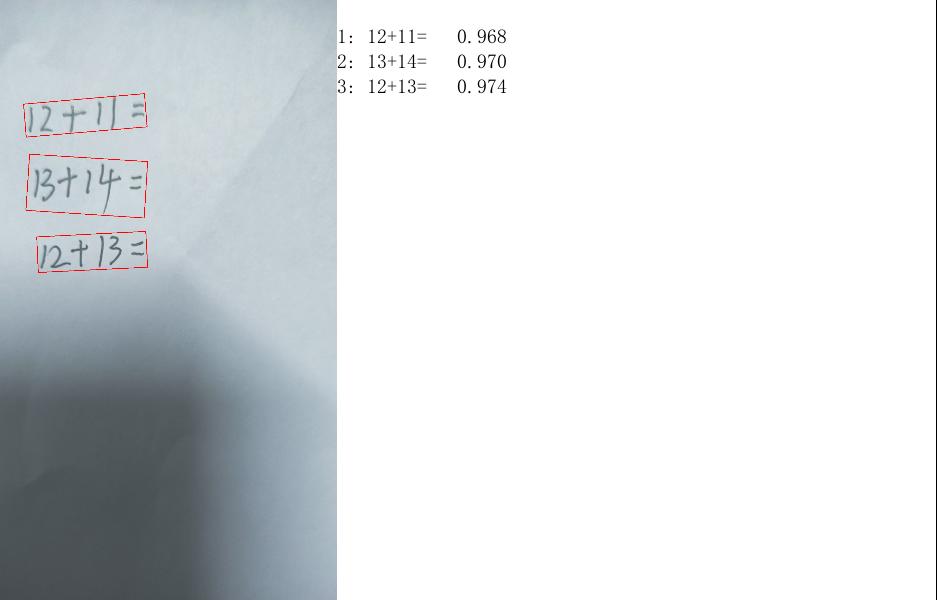 12+11=
13+14=
12+13=
1: 12+11= 0.968
2: 13+14= 0.970
3: 12+13= 0.974